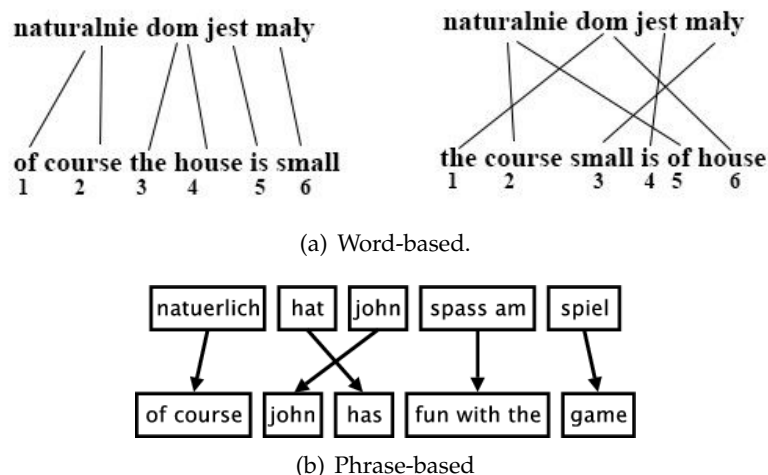 naturalnie dom jest mały
of course the house is small
1 2 3 4 5 6
naturalnie dom jest mały
the course small is of house
1 2 3 4 5 6
(a) Word-based.
natuerlich hat john spass am spiel
of course john has fun with the game
(b) Phrase-based